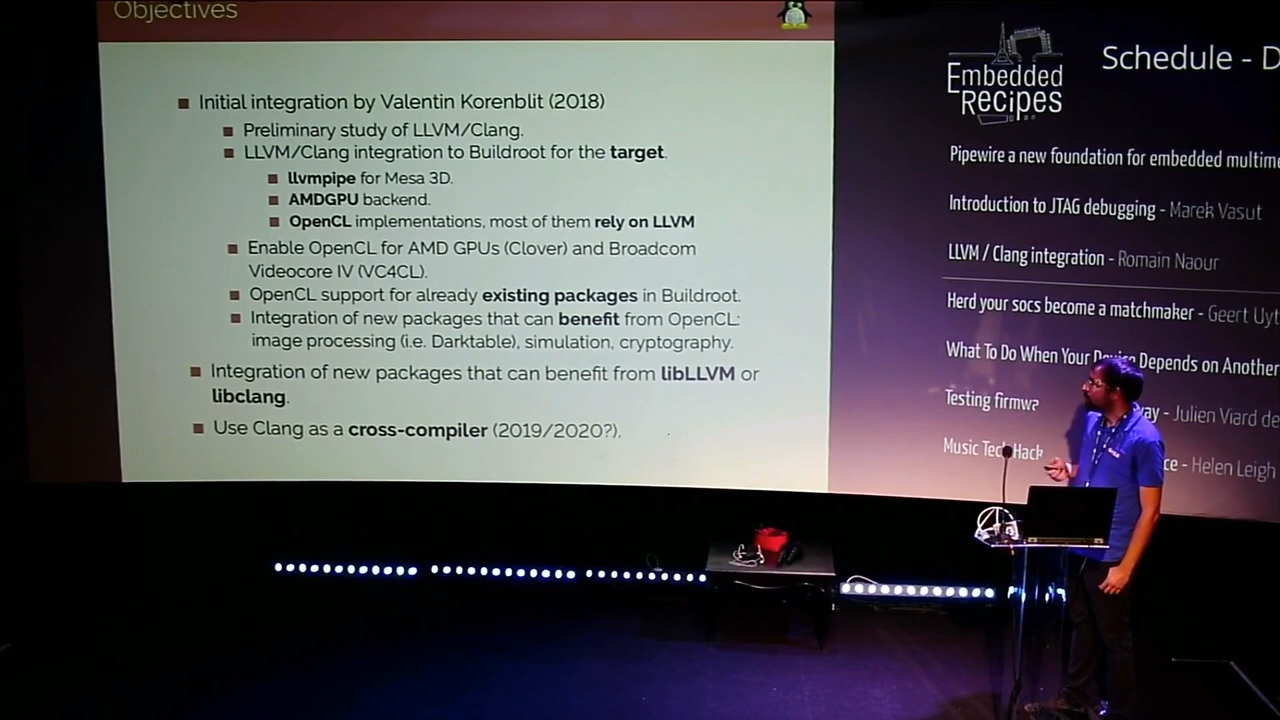 Objectives
Initial integration by Valentin Korenblit (2018)
Preliminary study of LLVM/Clang.
LLVM/Clang integration to Buildroot for the target.
llvmpipe for Mesa 3D.
AMDGPU backend.
OpenCL implementations, most of them rely on LLVM
Enable OpenCL for AMD GPUs (Clover) and Broadcom
Videocore IV (VC4CL).
OpenCL support for already existing packages in Buildroot.
Integration of new packages that can benefit from OpenCL:
image processing (i.e. Darktable), simulation, cryptography.
Integration of new packages that can benefit from libLLVM or
libclang.
Use Clang as a cross-compiler (2019/2020?).
Embedded
Recipes
Schedule - D
Pipewire a new foundation for embedded multime
Introduction to JTAG debugging - Marek Vasut
LLVM / Clang integration - Romain Naour
Herd your socs become a matchmaker - Geert Uyt
What To Do When Your Device Depends on Another
Testing firmw ay - Julien Viard de
Music Tech Hack ce - Helen Leigh